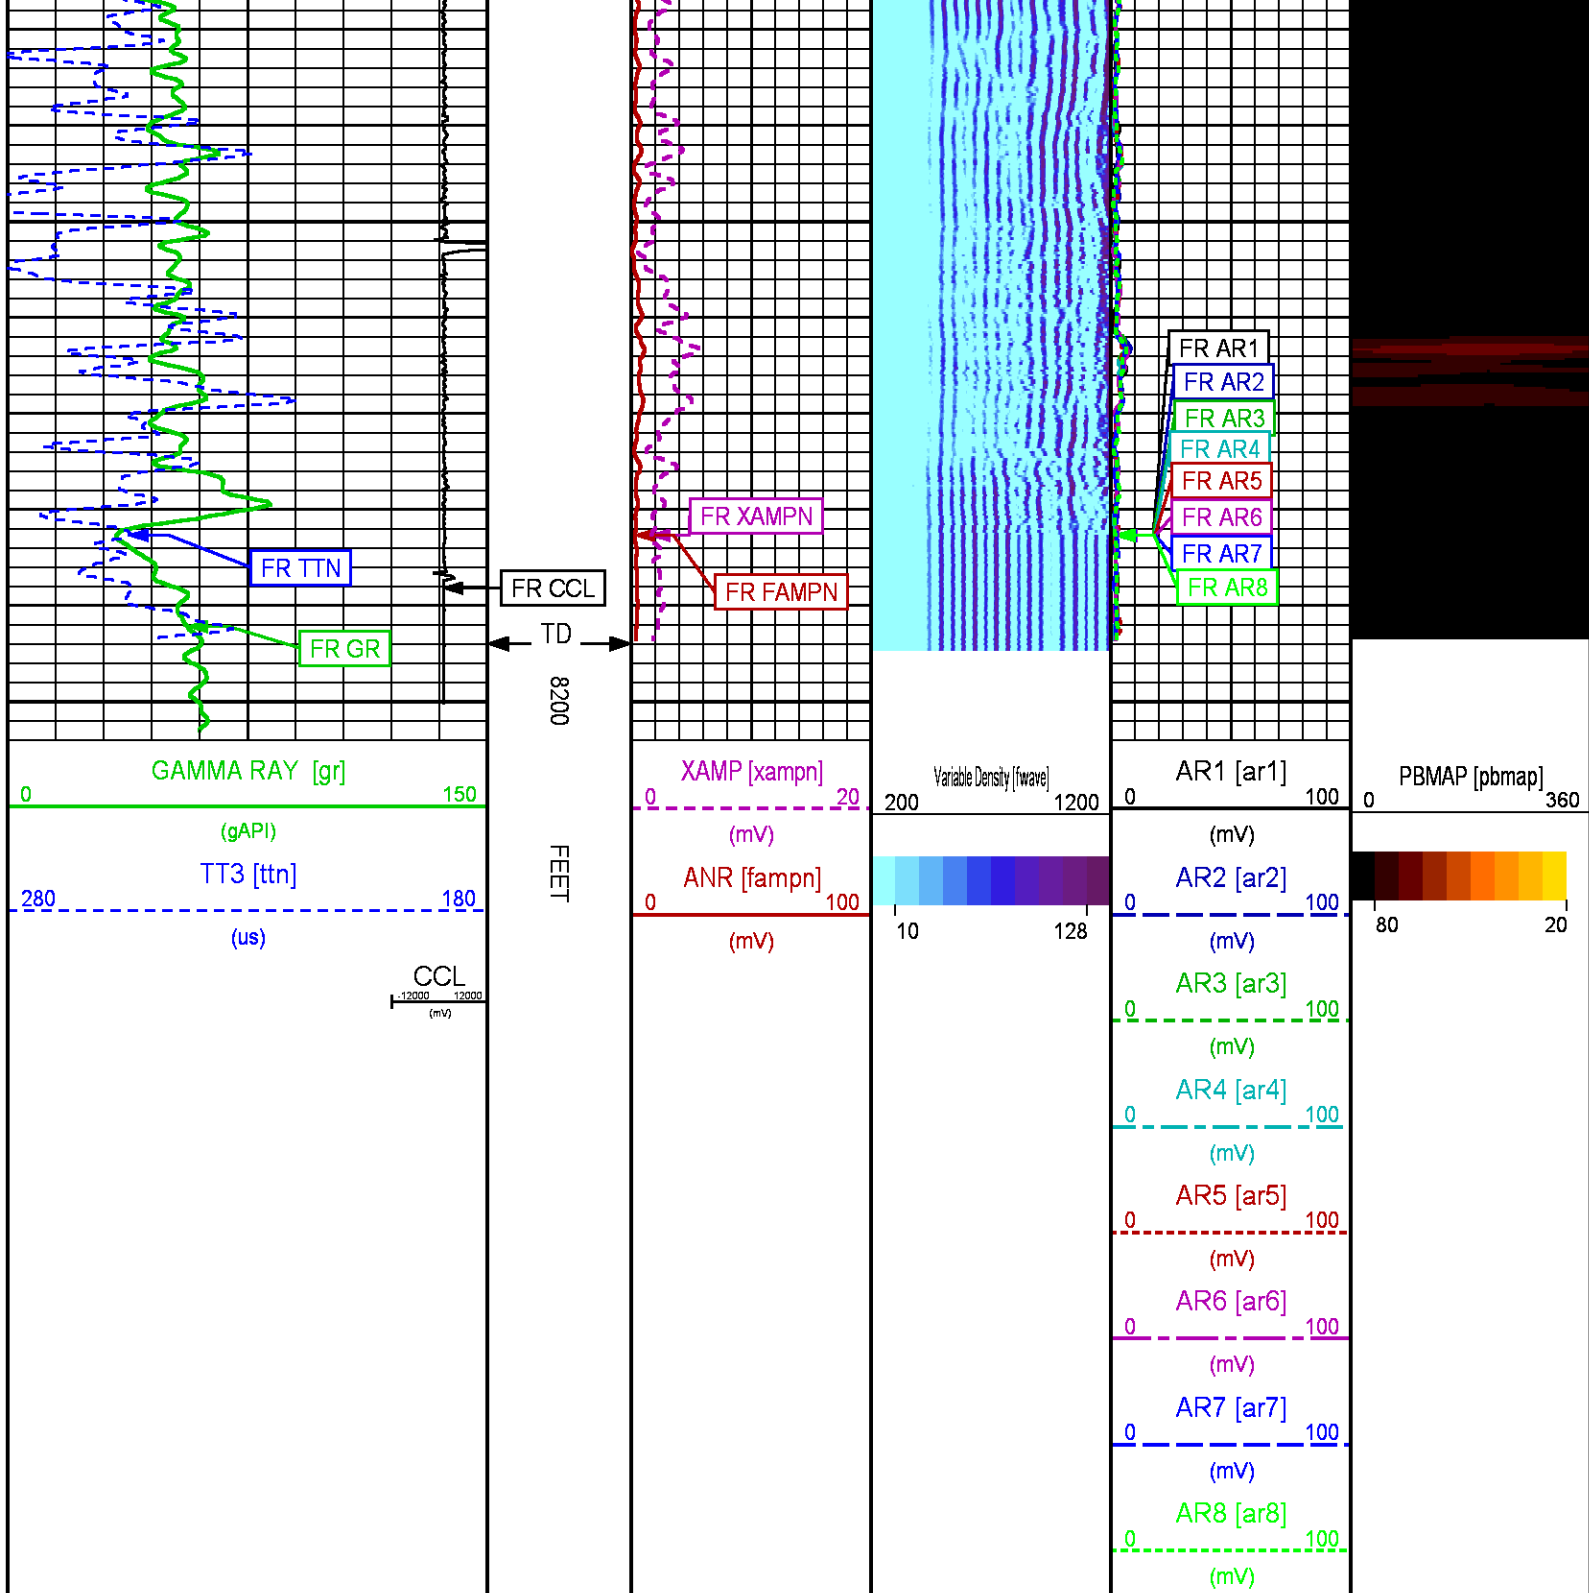 FR AR1
FR AR2
FR AR3
FR AR4
FR AR5
FR AR6
FR AR7
FR AR8
FR XAMPN
FR FAMPN
FR TTN
FR CCL
FR GR
TD
8200
FEET
GAMMA RAY [gr]
0 150
(gAPI)
TT3 [ttn]
280 180
(us)
CCL
-12000 12000
(mV)
XAMP [xampn]
0 20
(mV)
ANR [fampn]
0 100
(mV)
Variable Density [fwave]
200 1200
10 128
AR1 [ar1]
0 100
(mV)
AR2 [ar2]
0 100
(mV)
AR3 [ar3]
0 100
(mV)
AR4 [ar4]
0 100
(mV)
AR5 [ar5]
0 100
(mV)
AR6 [ar6]
0 100
(mV)
AR7 [ar7]
0 100
(mV)
AR8 [ar8]
0 100
(mV)
PBMAP [pbmap]
0 360
80 20